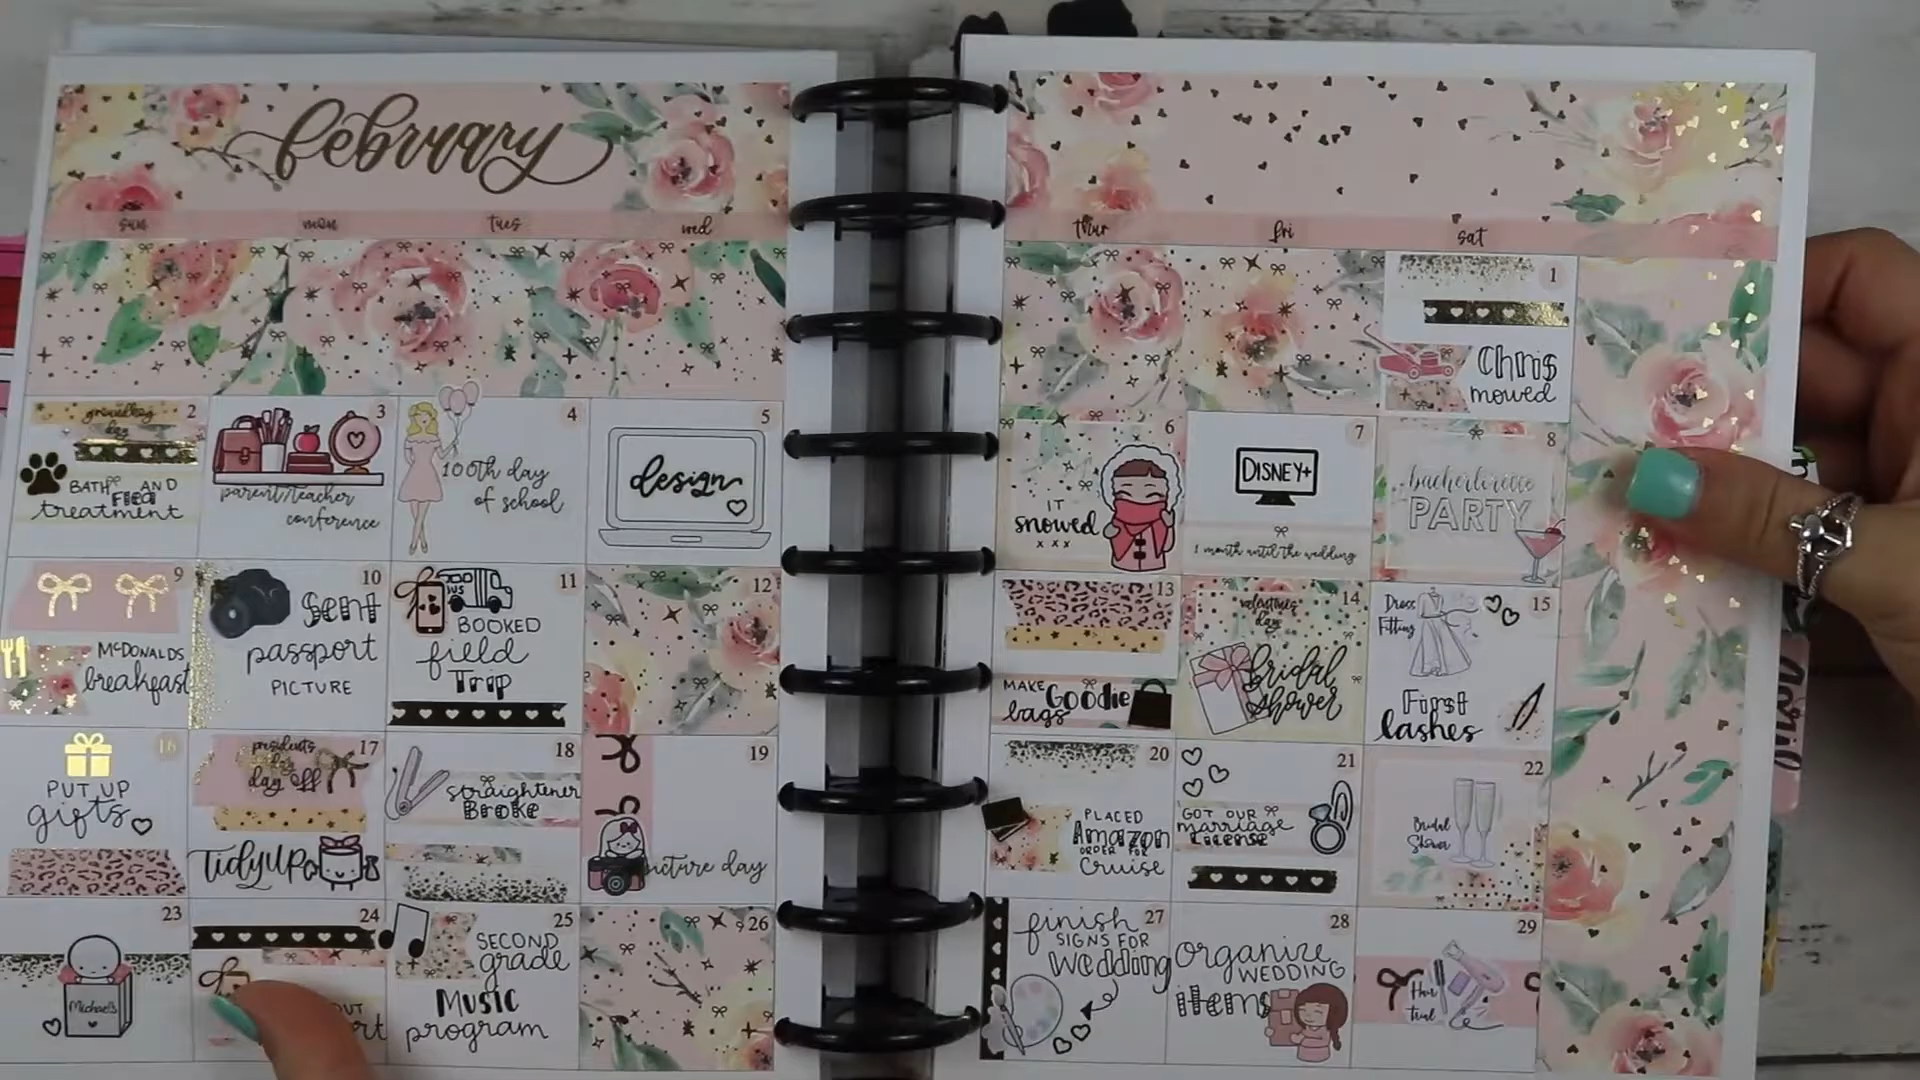 february
sun mon tues wed
thur fri sat
1
Chris
mowed
2
groundhog
day
BATH AND
Flea
treatment
3
parent/teacher
conference
4
100th day
of school
5
design
6
IT
snowed
x x x
7
DISNEY+
1 month until the wedding
8
bachelorette
PARTY
9
McDONALDS
breakfast
10
Sent
passport
PICTURE
11
BUS
BOOKED
field
Trip
12
13
MAKE Goodie
bags
14
valentines
day
bridal
shower
15
Dress
Fitting
First
lashes
16
PUT UP
gifts
17
presidents
day
day off
TIDY UP
18
straightener
BROKE
19
picture day
20
PLACED
Amazon
ORDER FOR
Cruise
21
GOT OUR
marriage
License
22
Bridal
Shower
23
Michaels
24
25
SECOND
grade
MUSIC
program
26
27
finish
SIGNS FOR
Wedding
28
organize
WEDDING
items
29
Hair
trial